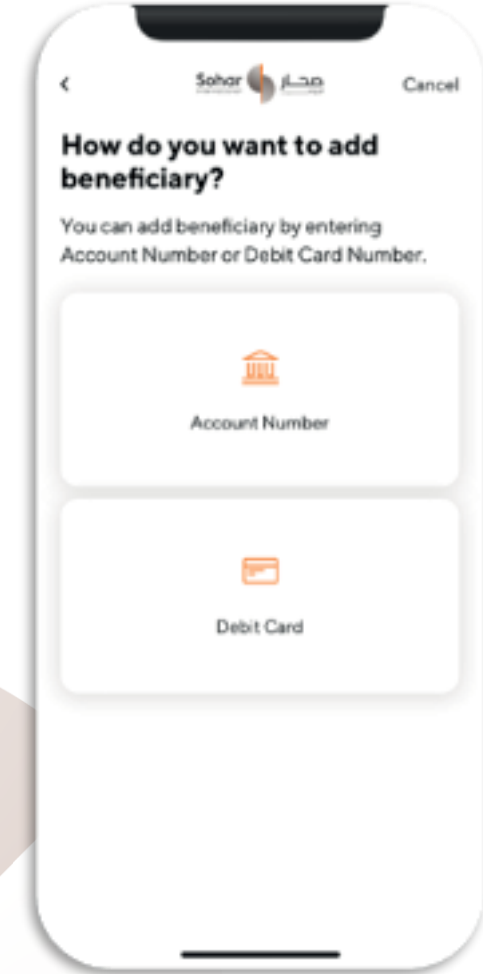 Sohar صحار Cancel
How do you want to add
beneficiary?
You can add beneficiary by entering
Account Number or Debit Card Number.
Account Number
Debit Card